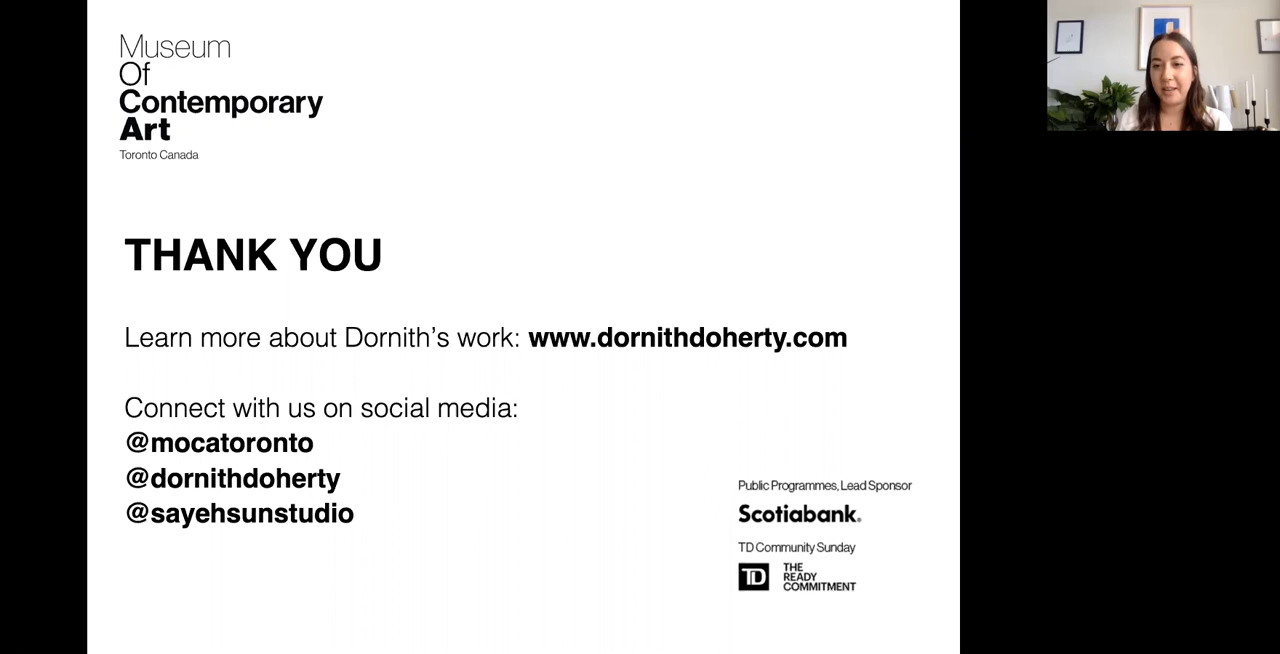 Museum
Of
Contemporary
Art
Toronto Canada
THANK YOU
Learn more about Dornith’s work: www.dornithdoherty.com
Connect with us on social media:
@mocatoronto
@dornithdoherty
@sayehsunstudio
Public Programmes, Lead Sponsor
Scotiabank®
TD Community Sunday
TD
THE
READY
COMMITMENT